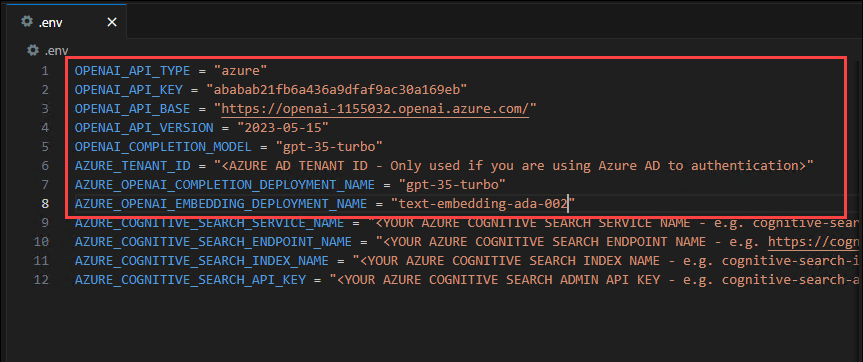 .env
.env
1 OPENAI_API_TYPE = "azure"
2 OPENAI_API_KEY = "ababab21fb6a436a9dfaf9ac30a169eb"
3 OPENAI_API_BASE = "https://openai-1155032.openai.azure.com/"
4 OPENAI_API_VERSION = "2023-05-15"
5 OPENAI_COMPLETION_MODEL = "gpt-35-turbo"
6 AZURE_TENANT_ID = "<AZURE AD TENANT ID - Only used if you are using Azure AD to authentication>"
7 AZURE_OPENAI_COMPLETION_DEPLOYMENT_NAME = "gpt-35-turbo"
8 AZURE_OPENAI_EMBEDDING_DEPLOYMENT_NAME = "text-embedding-ada-002"
9 AZURE_COGNITIVE_SEARCH_SERVICE_NAME = "<YOUR AZURE COGNITIVE SEARCH SERVICE NAME - e.g. cognitive-sear
10 AZURE_COGNITIVE_SEARCH_ENDPOINT_NAME = "<YOUR AZURE COGNITIVE SEARCH ENDPOINT NAME - e.g. https://cogn
11 AZURE_COGNITIVE_SEARCH_INDEX_NAME = "<YOUR AZURE COGNITIVE SEARCH INDEX NAME - e.g. cognitive-search-i
12 AZURE_COGNITIVE_SEARCH_API_KEY = "<YOUR AZURE COGNITIVE SEARCH ADMIN API KEY - e.g. cognitive-search-a